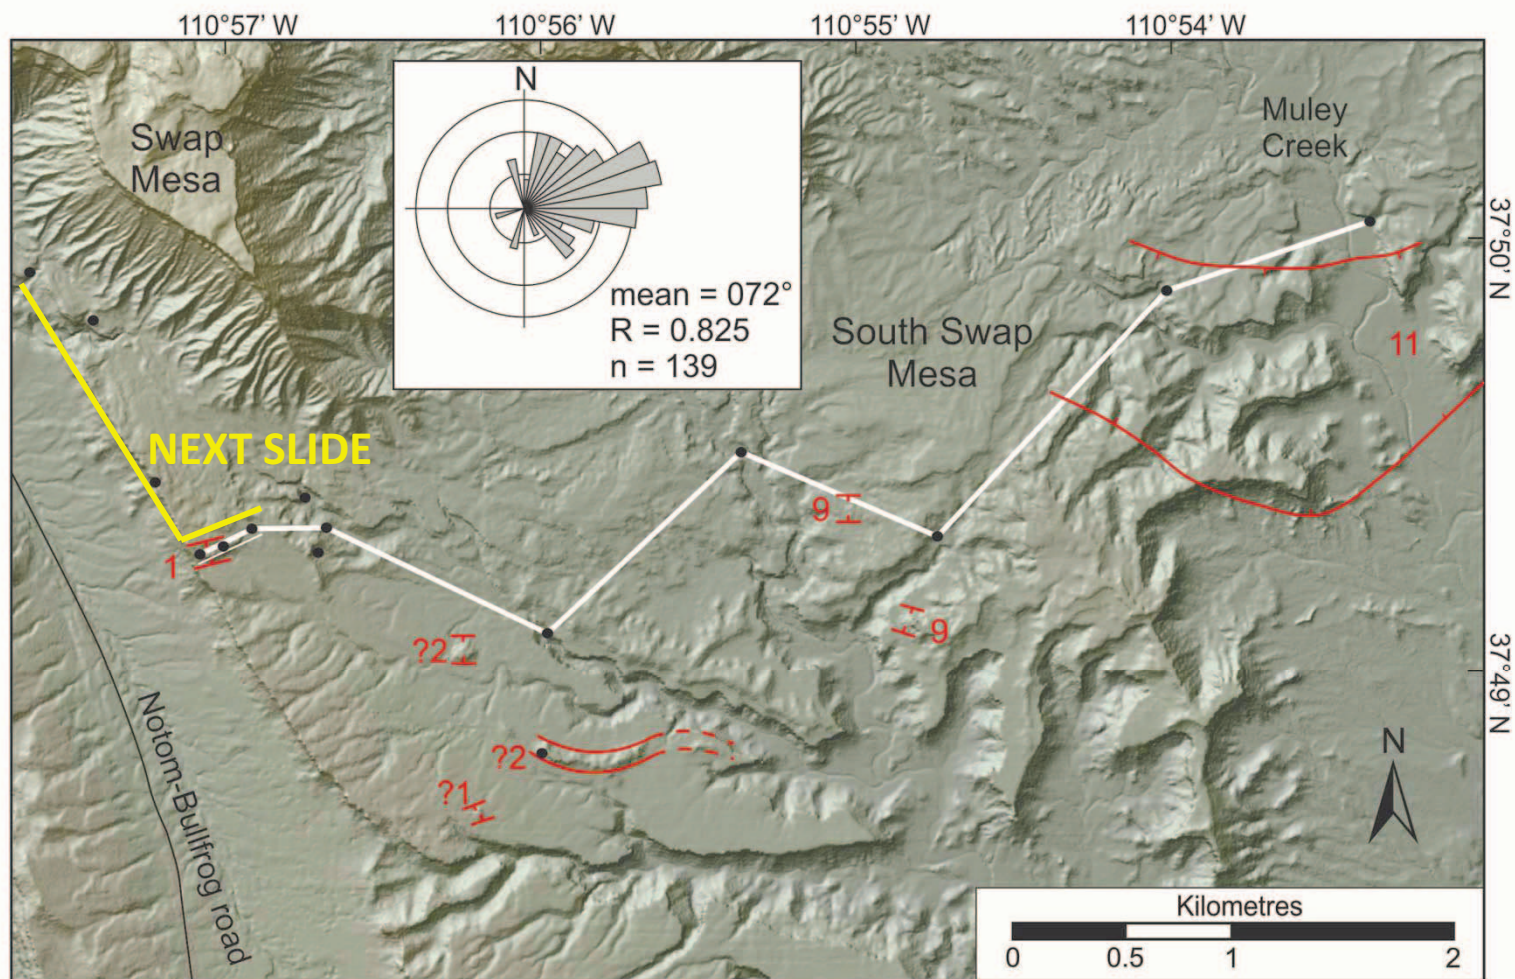 110°57' W
110°56' W
110°55' W
110°54' W
Swap
Mesa
N
mean = 072°
R = 0.825
n = 139
Muley
Creek
37°50' N
South Swap
Mesa
11
NEXT SLIDE
9
1
9
?2
37°49' N
?2
?1
Notom-Bullfrog road
N
Kilometres
0 0.5 1 2